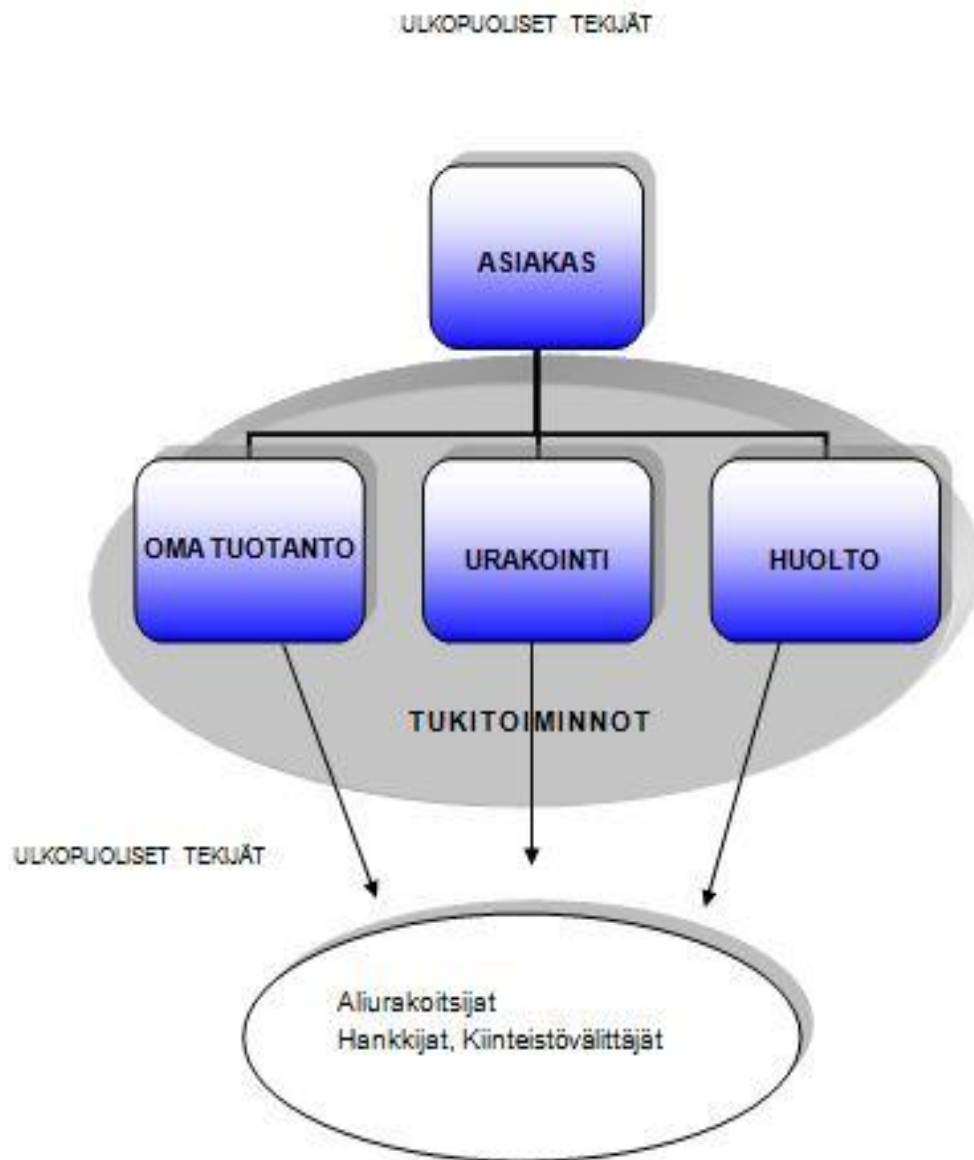 ULKOPUOLISET TEKIJÄT
ASIAKAS
OMA TUOTANTO
URAKOINTI
HUOLTO
TUKITOIMINNOT
ULKOPUOLISET TEKIJÄT
Aliurakoitsijat
Hankkijat, Kiinteistövälittäjät